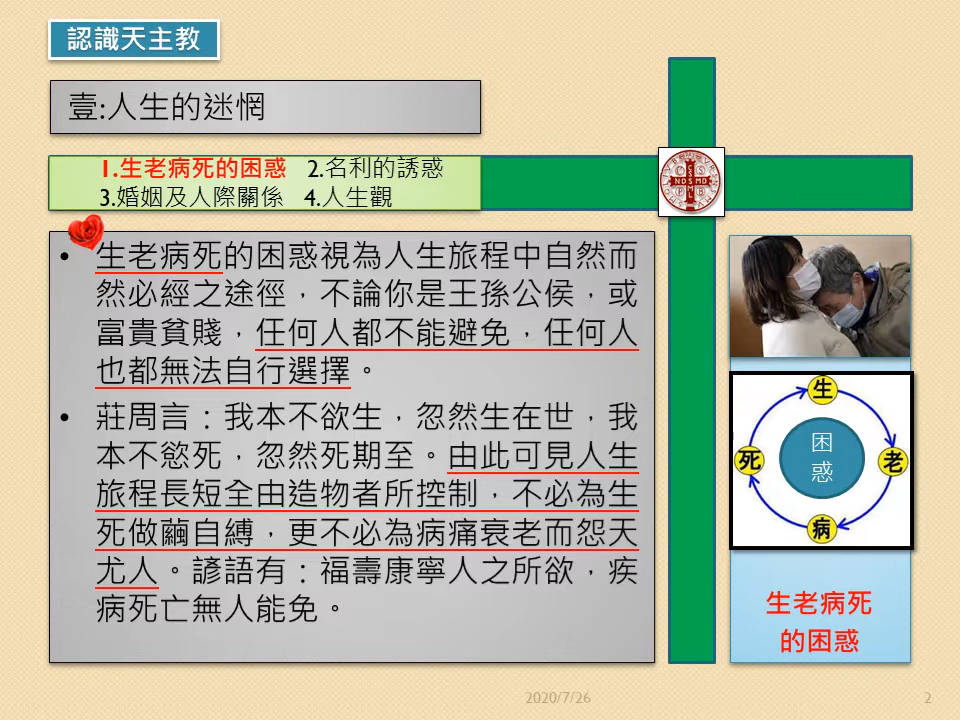 認識天主教
壹:人生的迷惘
1.生老病死的困惑 2.名利的誘惑
3.婚姻及人際關係 4.人生觀
• 生老病死的困惑視為人生旅程中自然而
然必經之途徑，不論你是王孫公侯，或
富貴貧賤，任何人都不能避免，任何人
也都無法自行選擇。
• 莊周言：我本不欲生，忽然生在世，我
本不慾死，忽然死期至。由此可見人生
旅程長短全由造物者所控制，不必為生
死做繭自縛，更不必為病痛衰老而怨天
尤人。諺語有：福壽康寧人之所欲，疾
病死亡無人能免。
生
困
惑
死
老
病
生老病死
的困惑
2020/7/26
2